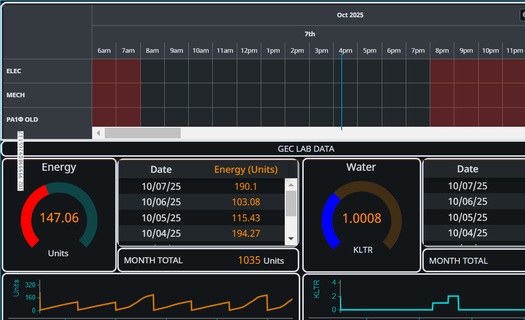 Oct 2025
7th
6am 7am 8am 9am 10am 11am 12pm 1pm 2pm 3pm 4pm 5pm 6pm 7pm 8pm 9pm 10pm 11pm
ELEC
MECH
PA1Φ OLD
GEC LAB DATA
Energy
147.06
Units
Date Energy (Units)
10/07/25 190.1
10/06/25 103.08
10/05/25 115.43
10/04/25 194.27
MONTH TOTAL 1035 Units
Water
1.0008
KLTR
Date
10/07/25
10/06/25
10/05/25
10/04/25
MONTH TOTAL
Units
320
160
0
KLTR
4
2
0